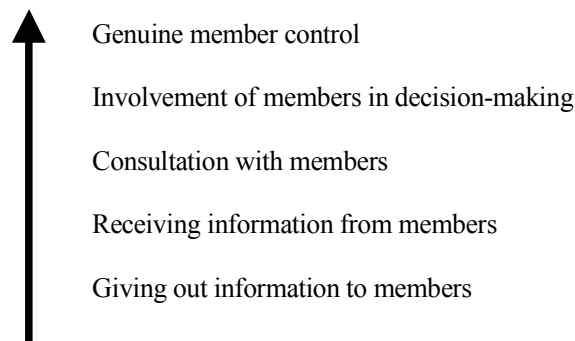 Genuine member control
Involvement of members in decision-making
Consultation with members
Receiving information from members
Giving out information to members